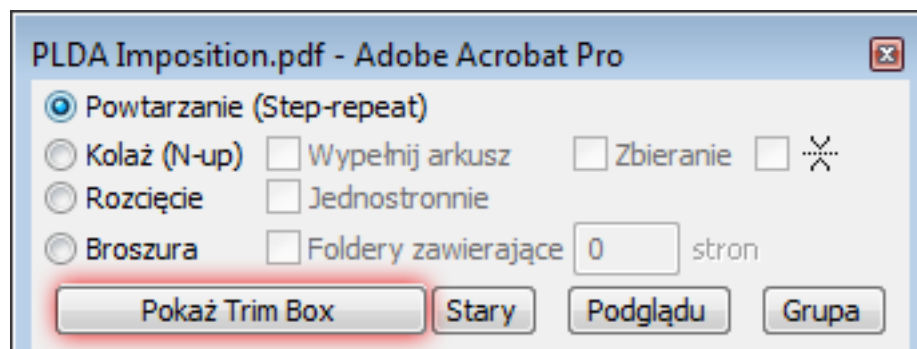 PLDA Imposition.pdf - Adobe Acrobat Pro
Powtarzanie (Step-repeat)
Kolaż (N-up) Wypełnij arkusz Zbieranie
Rozcięcie Jednostronnie
Broszura Foldery zawierające 0 stron
Pokaż Trim Box Stary Podglądu Grupa